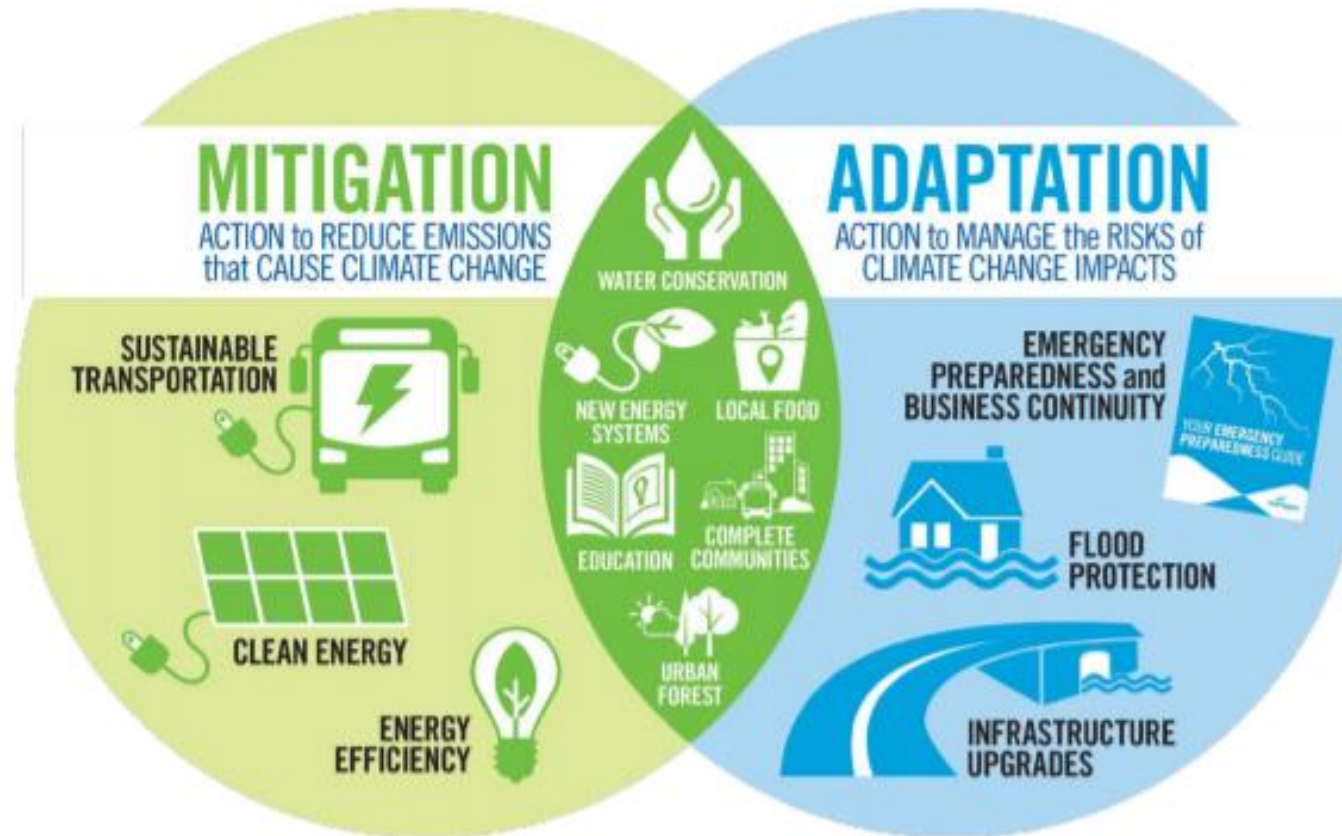 MITIGATION
ACTION to REDUCE EMISSIONS
that CAUSE CLIMATE CHANGE
SUSTAINABLE
TRANSPORTATION
CLEAN ENERGY
ENERGY
EFFICIENCY
WATER CONSERVATION
NEW ENERGY
SYSTEMS
LOCAL FOOD
EDUCATION
COMPLETE
COMMUNITIES
URBAN
FOREST
ADAPTATION
ACTION to MANAGE the RISKS of
CLIMATE CHANGE IMPACTS
EMERGENCY
PREPAREDNESS and
BUSINESS CONTINUITY
YOUR EMERGENCY
PREPAREDNESS GUIDE
FLOOD
PROTECTION
INFRASTRUCTURE
UPGRADES